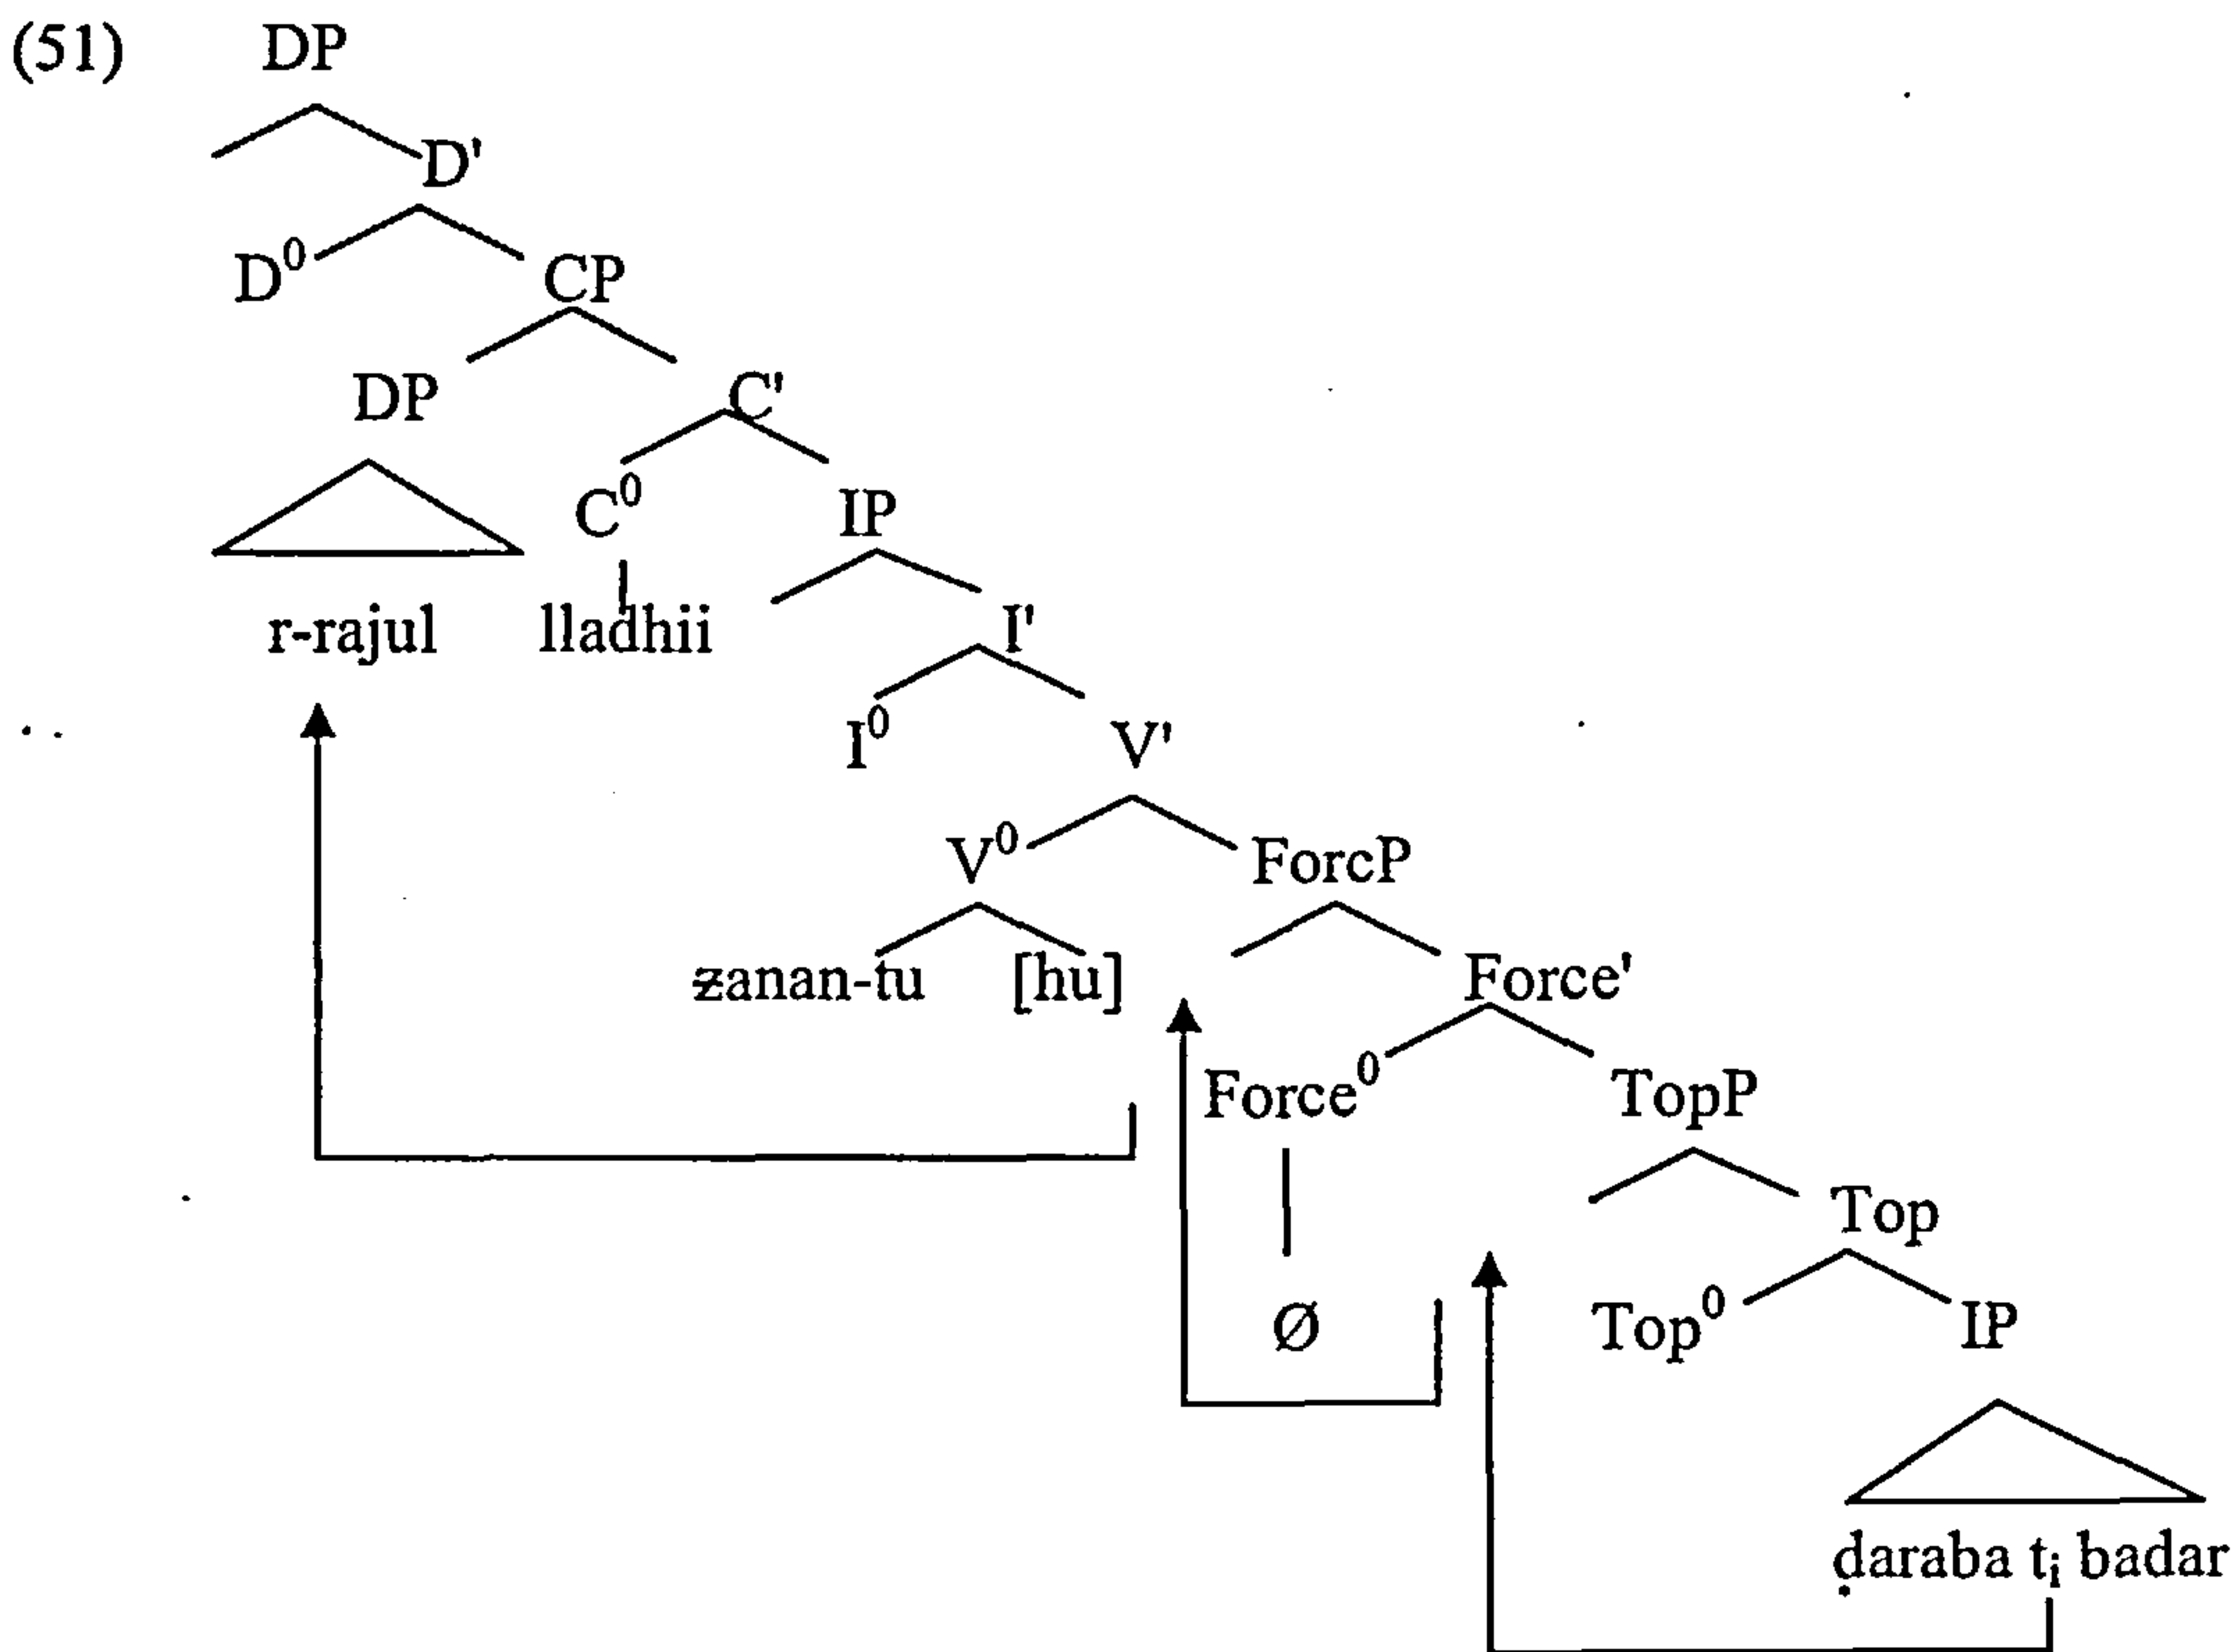 (51) DP
D'
D⁰ CP
DP C'
C⁰ IP
r-rajul lladhii I'
I⁰ V'
V⁰ ForcP
zanan-tu [hu] Force'
Force⁰ TopP
Top
Ø Top⁰ IP
ḍaraba tᵢ badar